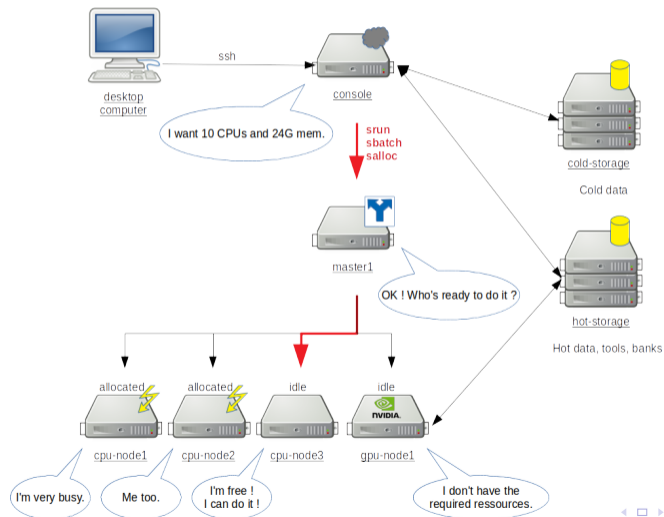 ssh
desktop
computer
console
I want 10 CPUs and 24G mem.
srun
sbatch
salloc
cold-storage
Cold data
master1
OK ! Who's ready to do it ?
hot-storage
Hot data, tools, banks
allocated
allocated
idle
idle
NVIDIA.
cpu-node1
cpu-node2
cpu-node3
gpu-node1
I'm very busy.
Me too.
I'm free !
I can do it !
I don't have the
required ressources.